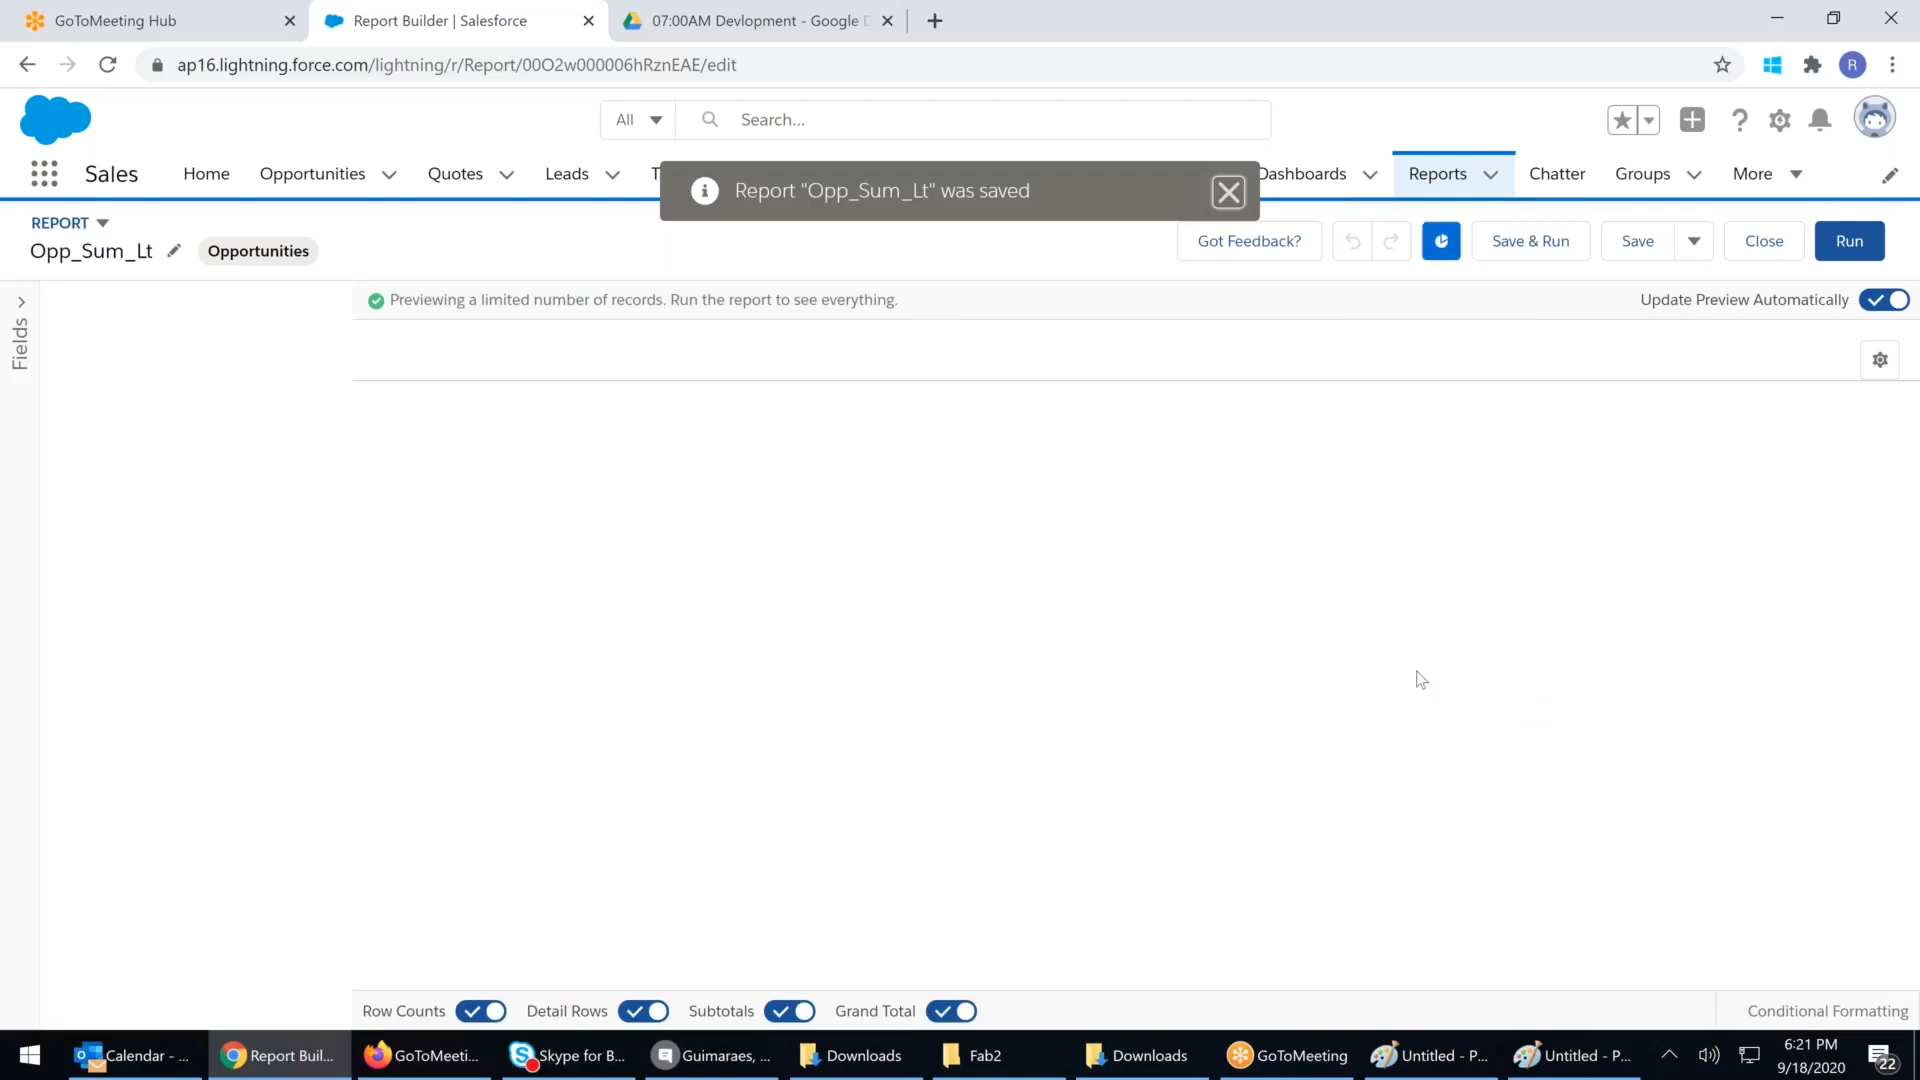 GoToMeeting Hub
Report Builder | Salesforce
07:00AM Devlopment - Google
ap16.lightning.force.com/lightning/r/Report/00O2w000006hRznEAE/edit
R
All
Search...
Sales
Home
Opportunities
Quotes
Leads
Dashboards
Reports
Chatter
Groups
More
Report "Opp_Sum_Lt" was saved
REPORT
Opp_Sum_Lt
Opportunities
Got Feedback?
Save & Run
Save
Close
Run
Fields
Previewing a limited number of records. Run the report to see everything.
Update Preview Automatically
Row Counts
Detail Rows
Subtotals
Grand Total
Conditional Formatting
Calendar - ...
Report Buil...
GoToMeeti...
Skype for B...
Guimaraes, ...
Downloads
Fab2
Downloads
GoToMeeting
Untitled - P...
Untitled - P...
6:21 PM
9/18/2020
22